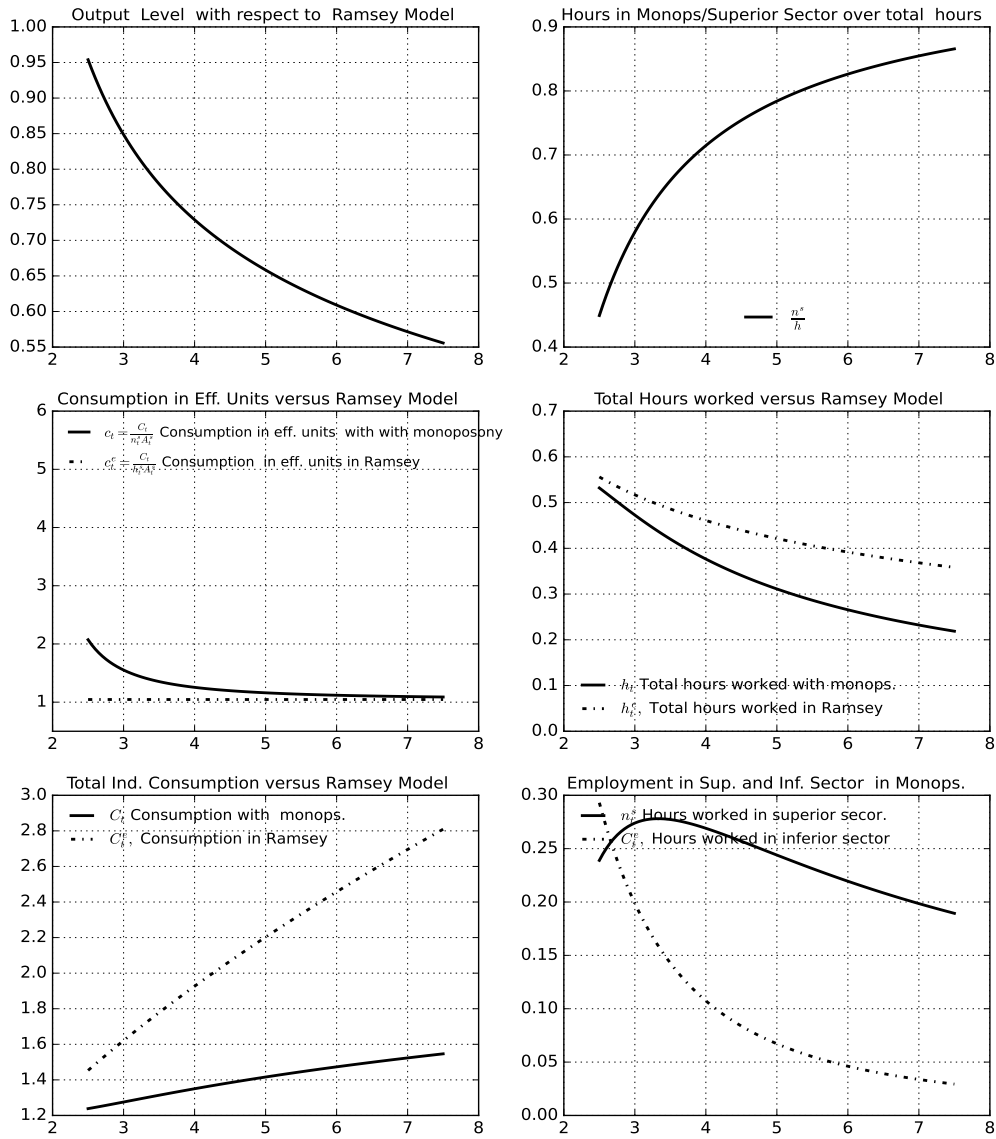 Output Level with respect to Ramsey Model
1.00
0.95
0.90
0.85
0.80
0.75
0.70
0.65
0.60
0.55
2 3 4 5 6 7 8
Hours in Monops/Superior Sector over total hours
0.9
0.8
0.7
0.6
0.5
0.4
n^s/h
2 3 4 5 6 7 8
Consumption in Eff. Units versus Ramsey Model
6
5
4
3
2
1
c_t = C_t/(n_t^s A_t^s) Consumption in eff. units with with monoposony
c_t^e = C_t/(h_t^s A_t^s) Consumption in eff. units in Ramsey
2 3 4 5 6 7 8
Total Hours worked versus Ramsey Model
0.7
0.6
0.5
0.4
0.3
0.2
0.1
0.0
h_t Total hours worked with monops.
h_t^e, Total hours worked in Ramsey
2 3 4 5 6 7 8
Total Ind. Consumption versus Ramsey Model
3.0
2.8
2.6
2.4
2.2
2.0
1.8
1.6
1.4
1.2
C_t Consumption with monops.
C_t^e, Consumption in Ramsey
2 3 4 5 6 7 8
Employment in Sup. and Inf. Sector in Monops.
0.30
0.25
0.20
0.15
0.10
0.05
0.00
n_t^s Hours worked in superior secor.
C_t^e, Hours worked in inferior sector
2 3 4 5 6 7 8